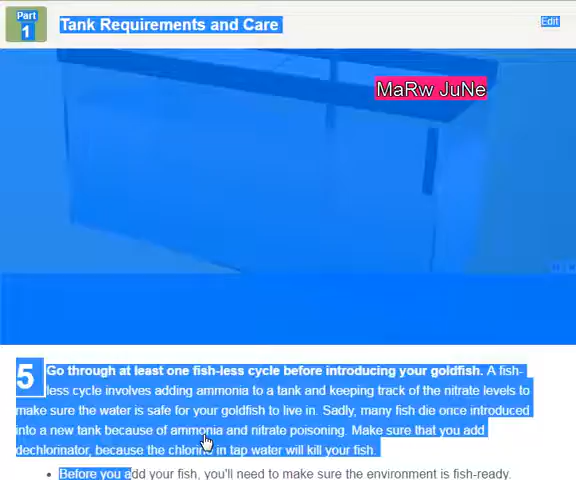 Part
1
Tank Requirements and Care
Edit
MaRw JuNe
5
Go through at least one fish-less cycle before introducing your goldfish. A fish-
less cycle involves adding ammonia to a tank and keeping track of the nitrate levels to
make sure the water is safe for your goldfish to live in. Sadly, many fish die once introduced
into a new tank because of ammonia and nitrate poisoning. Make sure that you add
dechlorinator, because the chlorine in tap water will kill your fish.
Before you add your fish, you'll need to make sure the environment is fish-ready.